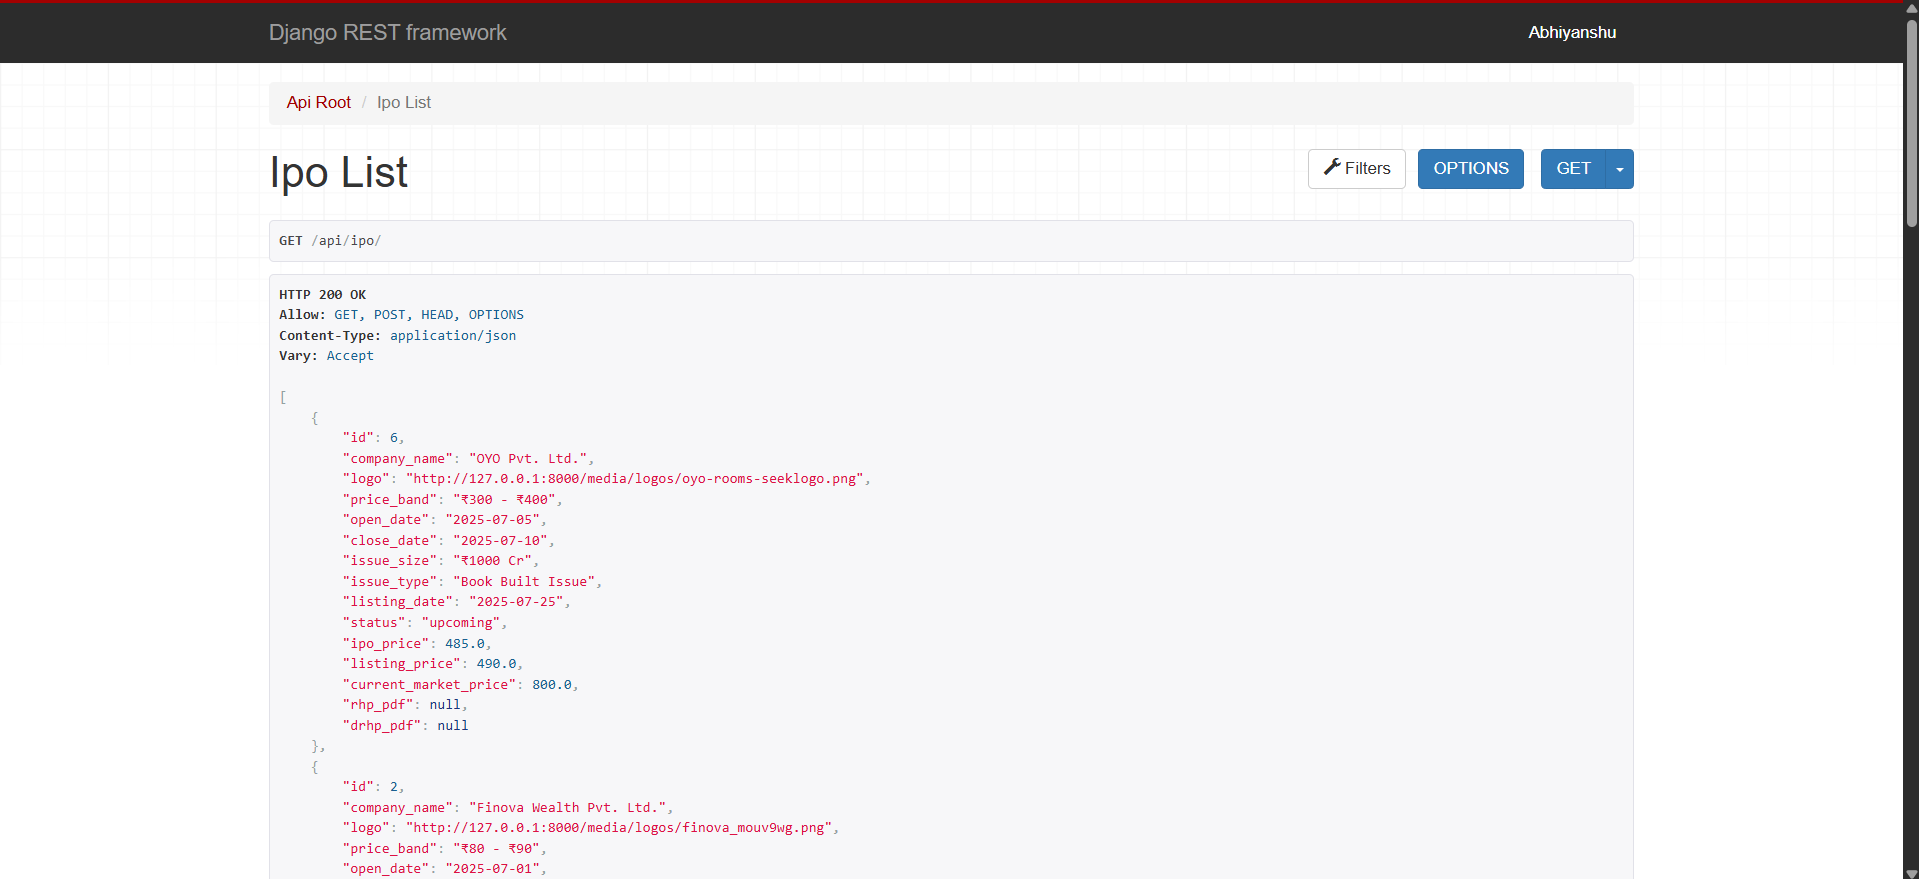 Django REST framework
Abhiyanshu
Api Root / Ipo List
Ipo List
Filters
OPTIONS
GET
GET /api/ipo/
HTTP 200 OK
Allow: GET, POST, HEAD, OPTIONS
Content-Type: application/json
Vary: Accept
[
    {
        "id": 6,
        "company_name": "OYO Pvt. Ltd.",
        "logo": "http://127.0.0.1:8000/media/logos/oyo-rooms-seeklogo.png",
        "price_band": "₹300 - ₹400",
        "open_date": "2025-07-05",
        "close_date": "2025-07-10",
        "issue_size": "₹1000 Cr",
        "issue_type": "Book Built Issue",
        "listing_date": "2025-07-25",
        "status": "upcoming",
        "ipo_price": 485.0,
        "listing_price": 490.0,
        "current_market_price": 800.0,
        "rhp_pdf": null,
        "drhp_pdf": null
    },
    {
        "id": 2,
        "company_name": "Finova Wealth Pvt. Ltd.",
        "logo": "http://127.0.0.1:8000/media/logos/finova_mouv9wg.png",
        "price_band": "₹80 - ₹90",
        "open_date": "2025-07-01",